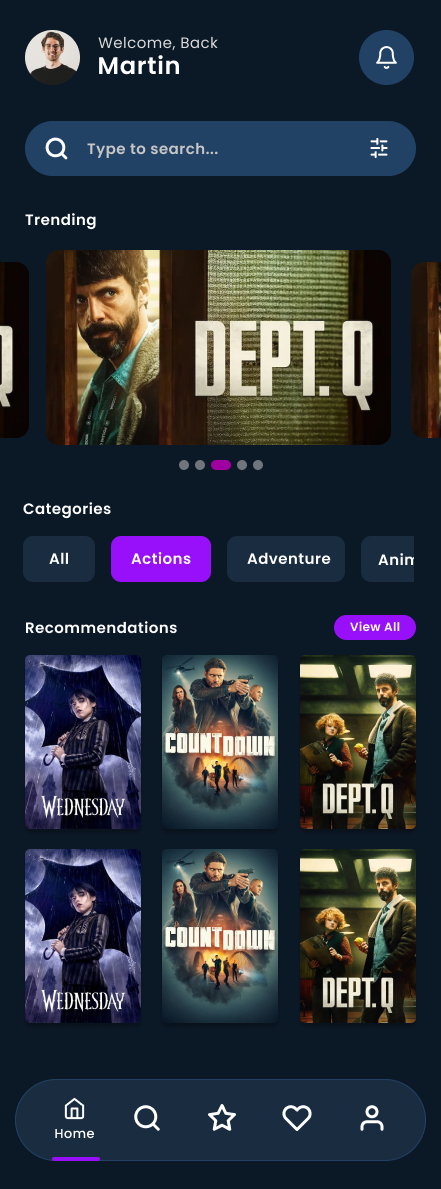 Welcome, Back
Martin
Type to search...
Trending
Q
DEPT. Q
Categories
All
Actions
Adventure
Anim
Recommendations
View All
WEDNESDAY
COUNTDOWN
DEPT. Q
WEDNESDAY
COUNTDOWN
DEPT. Q
Home